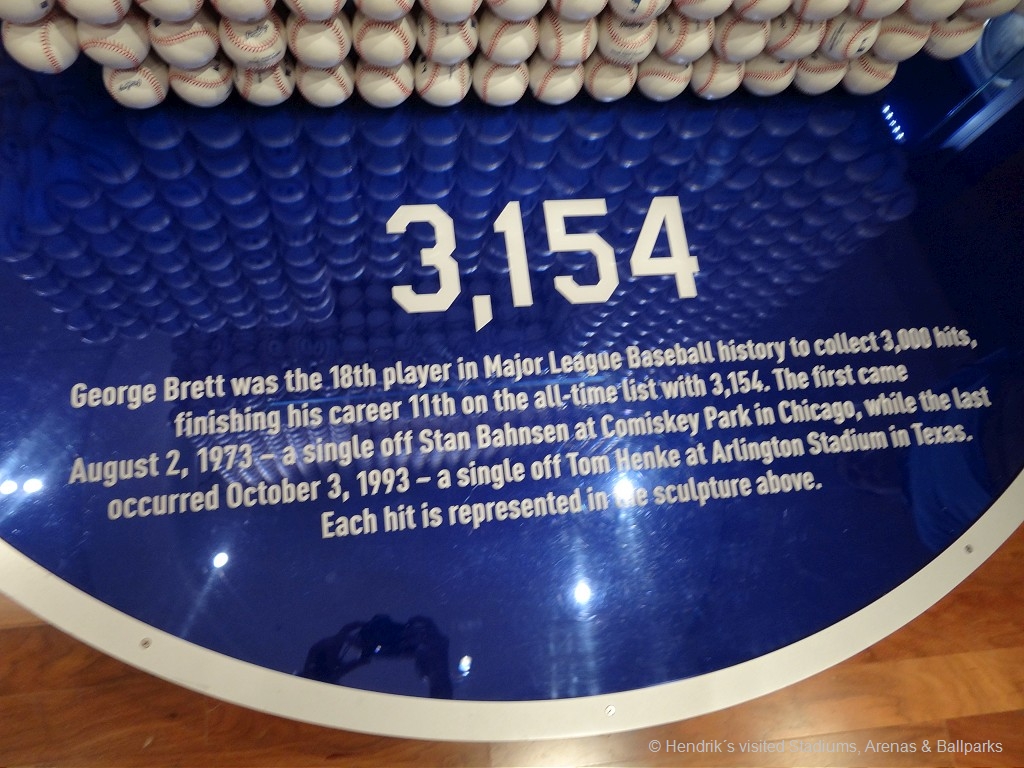 3,154
George Brett was the 18th player in Major League Baseball history to collect 3,000 hits,
finishing his career 11th on the all-time list with 3,154. The first came
August 2, 1973 – a single off Stan Bahnsen at Comiskey Park in Chicago, while the last
occurred October 3, 1993 – a single off Tom Henke at Arlington Stadium in Texas.
Each hit is represented in the sculpture above.
© Hendrik´s visited Stadiums, Arenas & Ballparks